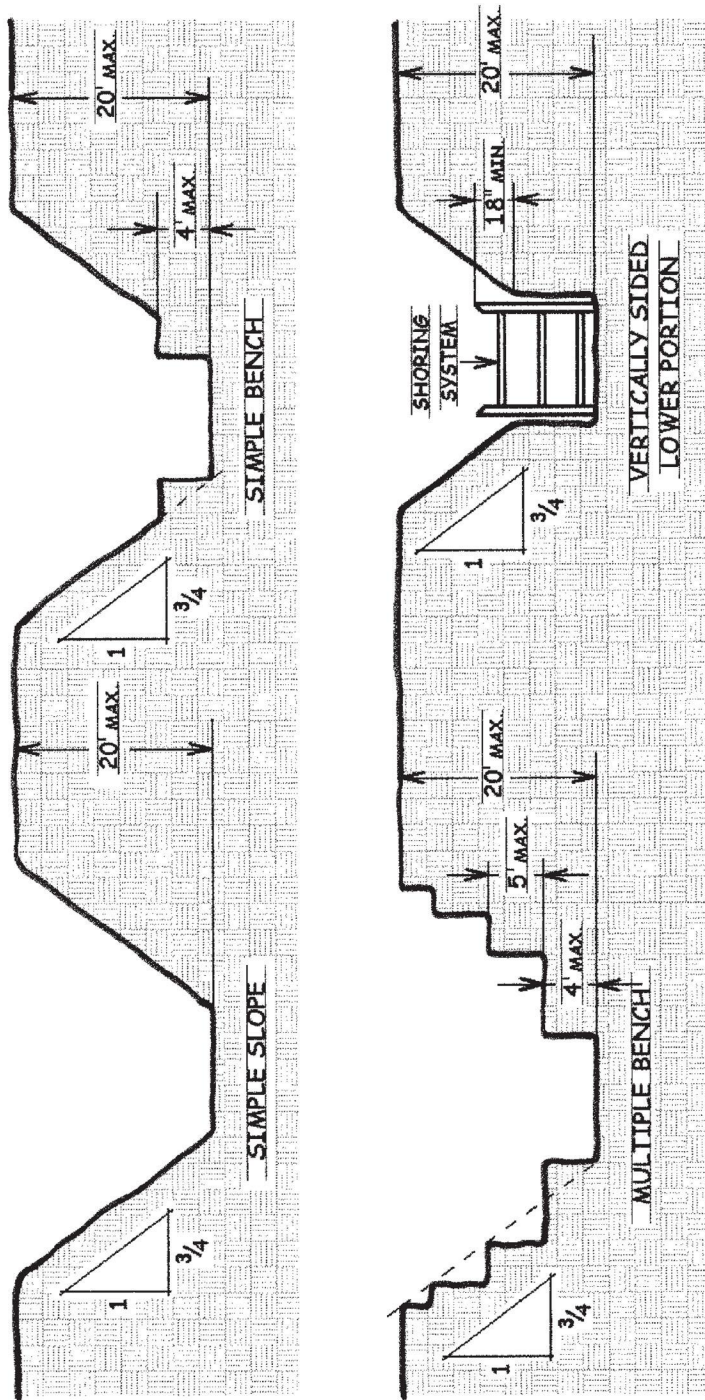 20' MAX.
1
3/4
SIMPLE SLOPE
20' MAX.
4' MAX.
1
3/4
SIMPLE BENCH
20' MAX.
5' MAX.
4' MAX.
1
3/4
MULTIPLE BENCH
SHORING
SYSTEM
18" MIN.
20' MAX.
1
3/4
VERTICALLY SIDED
LOWER PORTION